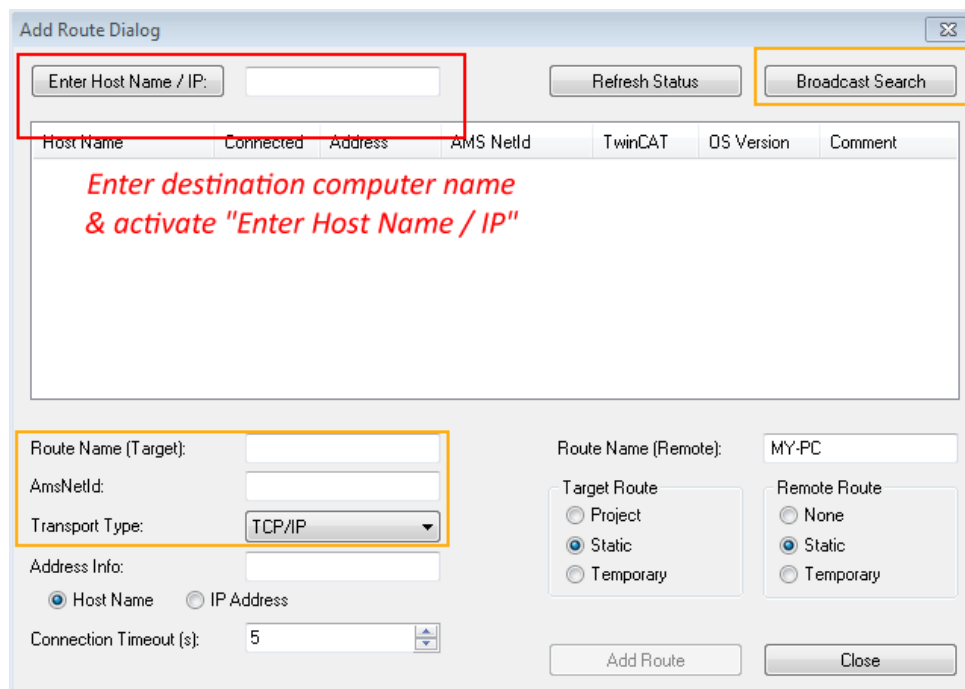 Add Route Dialog
Enter Host Name / IP:
Refresh Status
Broadcast Search
Host Name Connected Address AMS NetId TwinCAT OS Version Comment
Enter destination computer name
& activate "Enter Host Name / IP"
Route Name (Target):
Route Name (Remote): MY-PC
AmsNetId:
Target Route
Remote Route
Transport Type: TCP/IP
Project
None
Static
Static
Address Info:
Temporary
Temporary
Host Name IP Address
Connection Timeout (s): 5
Add Route
Close